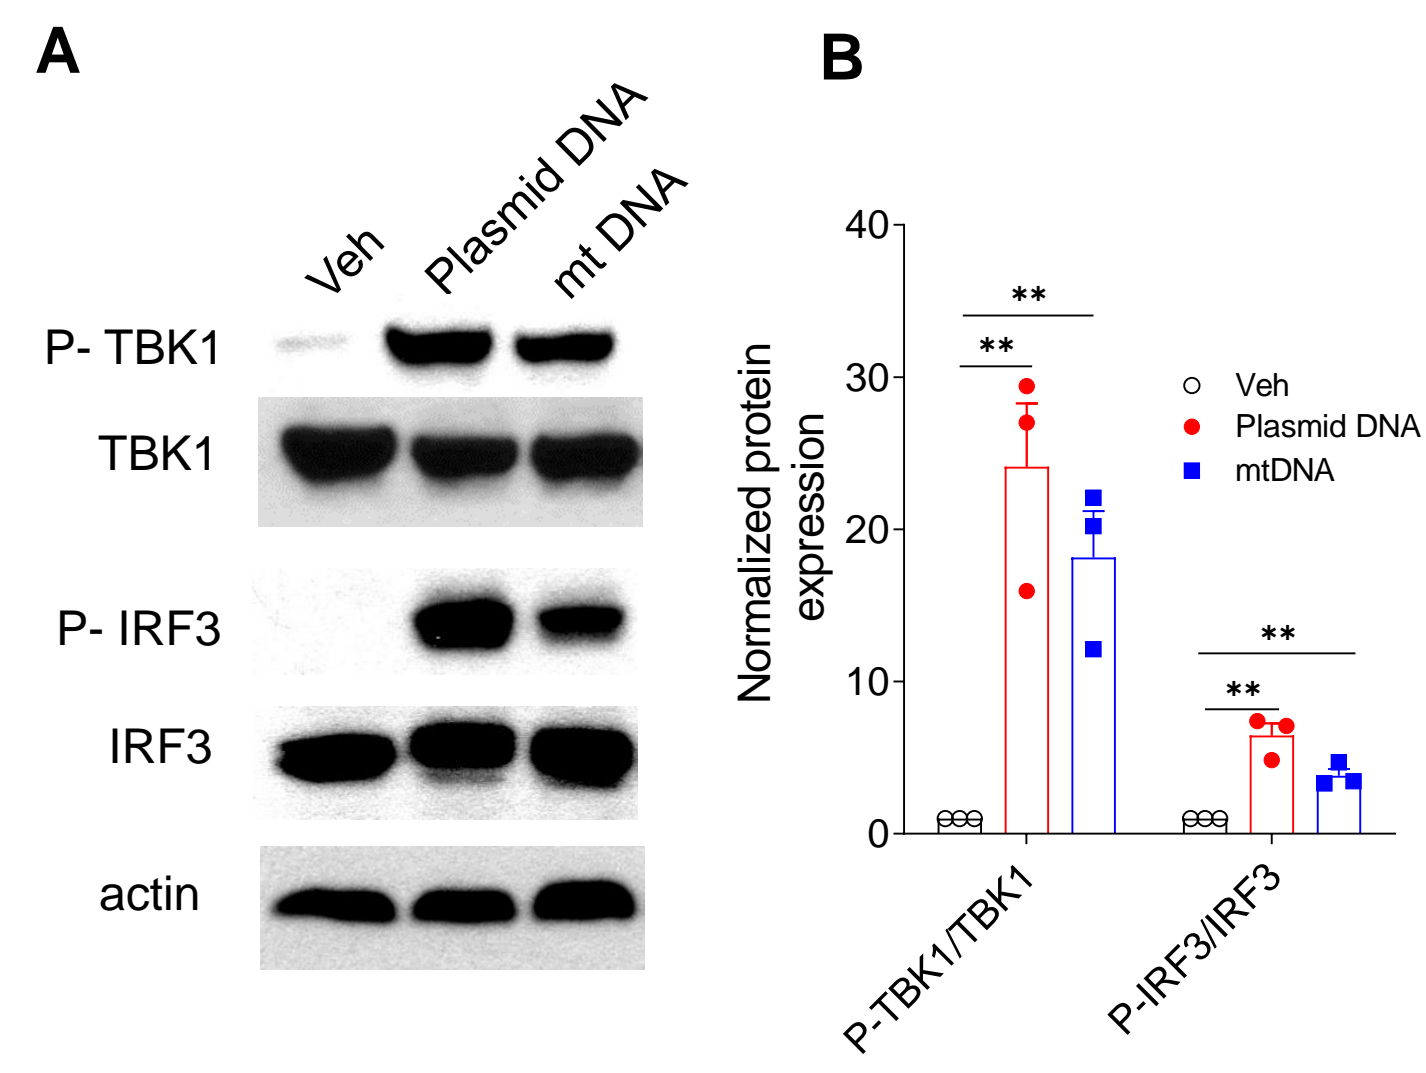 A
Veh
Plasmid DNA
mt DNA
P- TBK1
TBK1
P- IRF3
IRF3
actin
B
Normalized protein
expression
40
30
20
10
0
**
**
**
**
Veh
Plasmid DNA
mtDNA
P-TBK1/TBK1
P-IRF3/IRF3